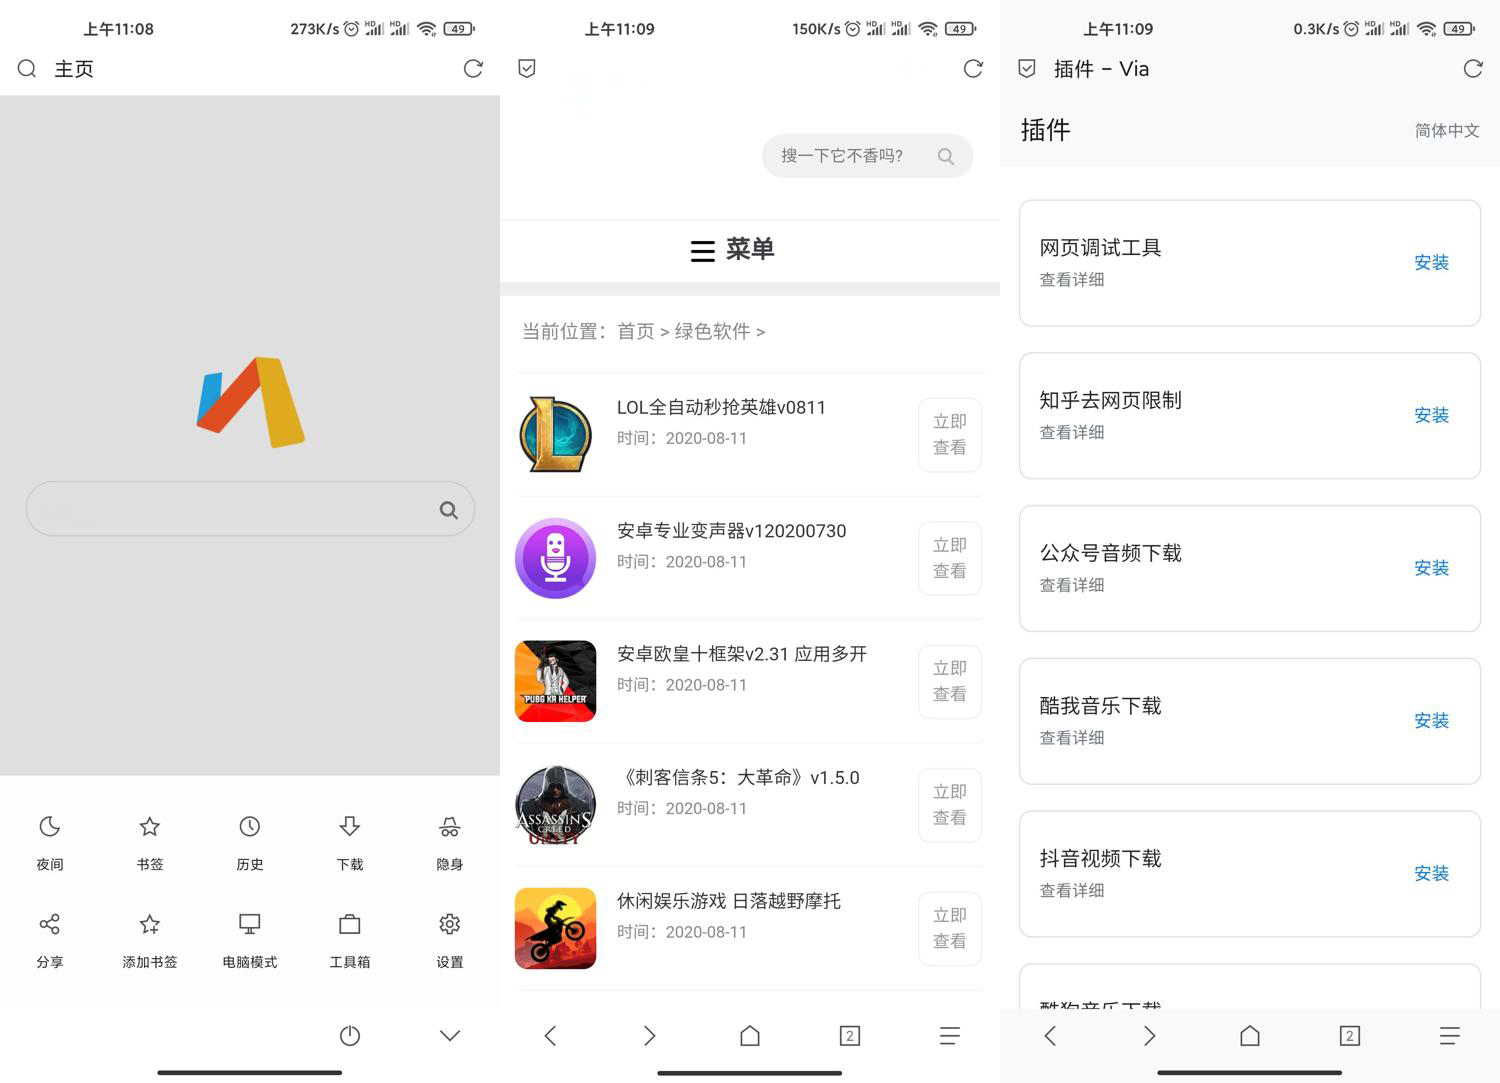 上午11:08
273K/s HD HD 49
主页
夜间
书签
历史
下载
隐身
分享
添加书签
电脑模式
工具箱
设置
上午11:09
150K/s HD HD 49
搜一下它不香吗?
菜单
当前位置：首页 > 绿色软件 >
LOL全自动秒抢英雄v0811
时间：2020-08-11
立即
查看
安卓专业变声器v120200730
时间：2020-08-11
立即
查看
PUBG KR HELPER
安卓欧皇十框架v2.31 应用多开
时间：2020-08-11
立即
查看
ASSASSINS
CREED
UNITY
《刺客信条5：大革命》v1.5.0
时间：2020-08-11
立即
查看
休闲娱乐游戏 日落越野摩托
时间：2020-08-11
立即
查看
2
上午11:09
0.3K/s HD HD 49
插件 – Via
插件
简体中文
网页调试工具
查看详细
安装
知乎去网页限制
查看详细
安装
公众号音频下载
查看详细
安装
酷我音乐下载
查看详细
安装
抖音视频下载
查看详细
安装
酷狗音乐下载
2